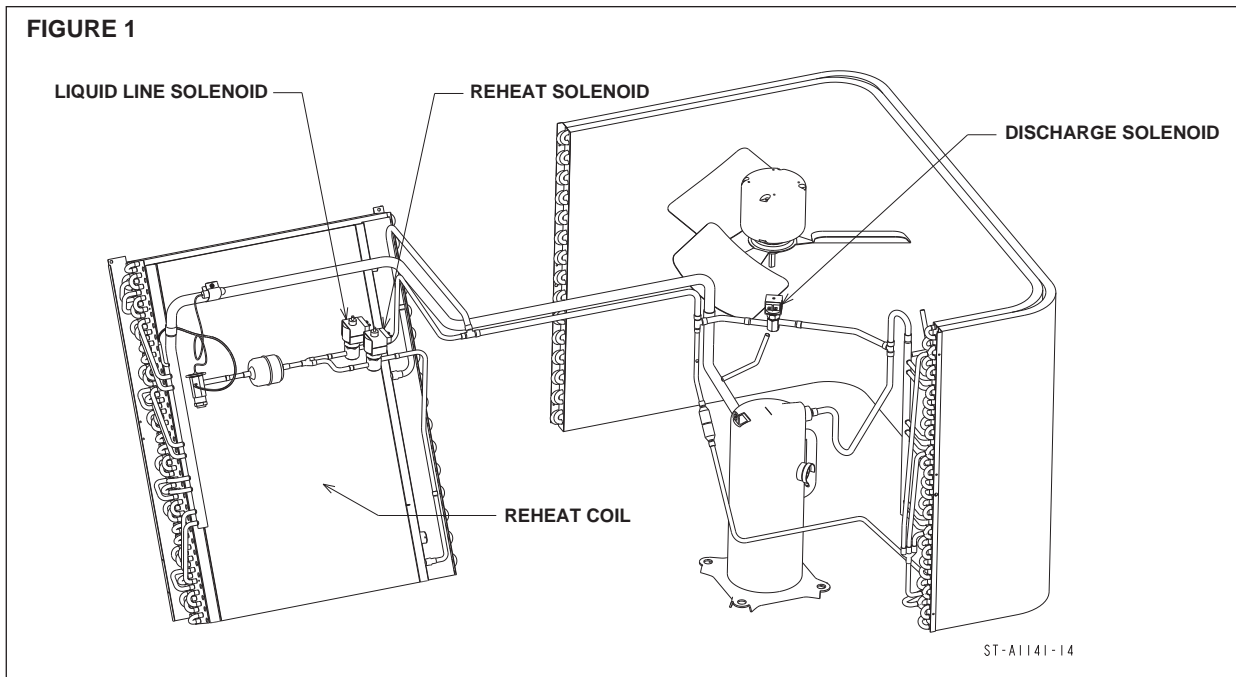 FIGURE 1
LIQUID LINE SOLENOID
REHEAT SOLENOID
DISCHARGE SOLENOID
REHEAT COIL
ST-A1141-14